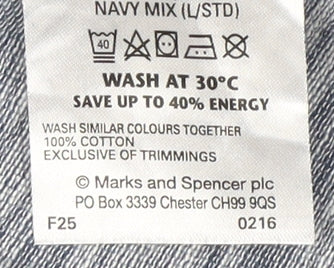 NAVY MIX (L/STD)
40
WASH AT 30°C
SAVE UP TO 40% ENERGY
WASH SIMILAR COLOURS TOGETHER
100% COTTON
EXCLUSIVE OF TRIMMINGS
© Marks and Spencer plc
PO Box 3339 Chester CH99 9QS
F25 0216